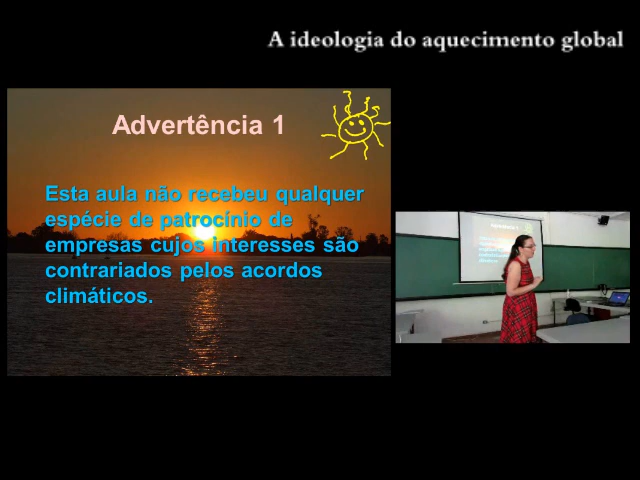 A ideologia do aquecimento global
Advertência 1
Esta aula não recebeu qualquer
espécie de patrocínio de
empresas cujos interesses são
contrariados pelos acordos
climáticos.